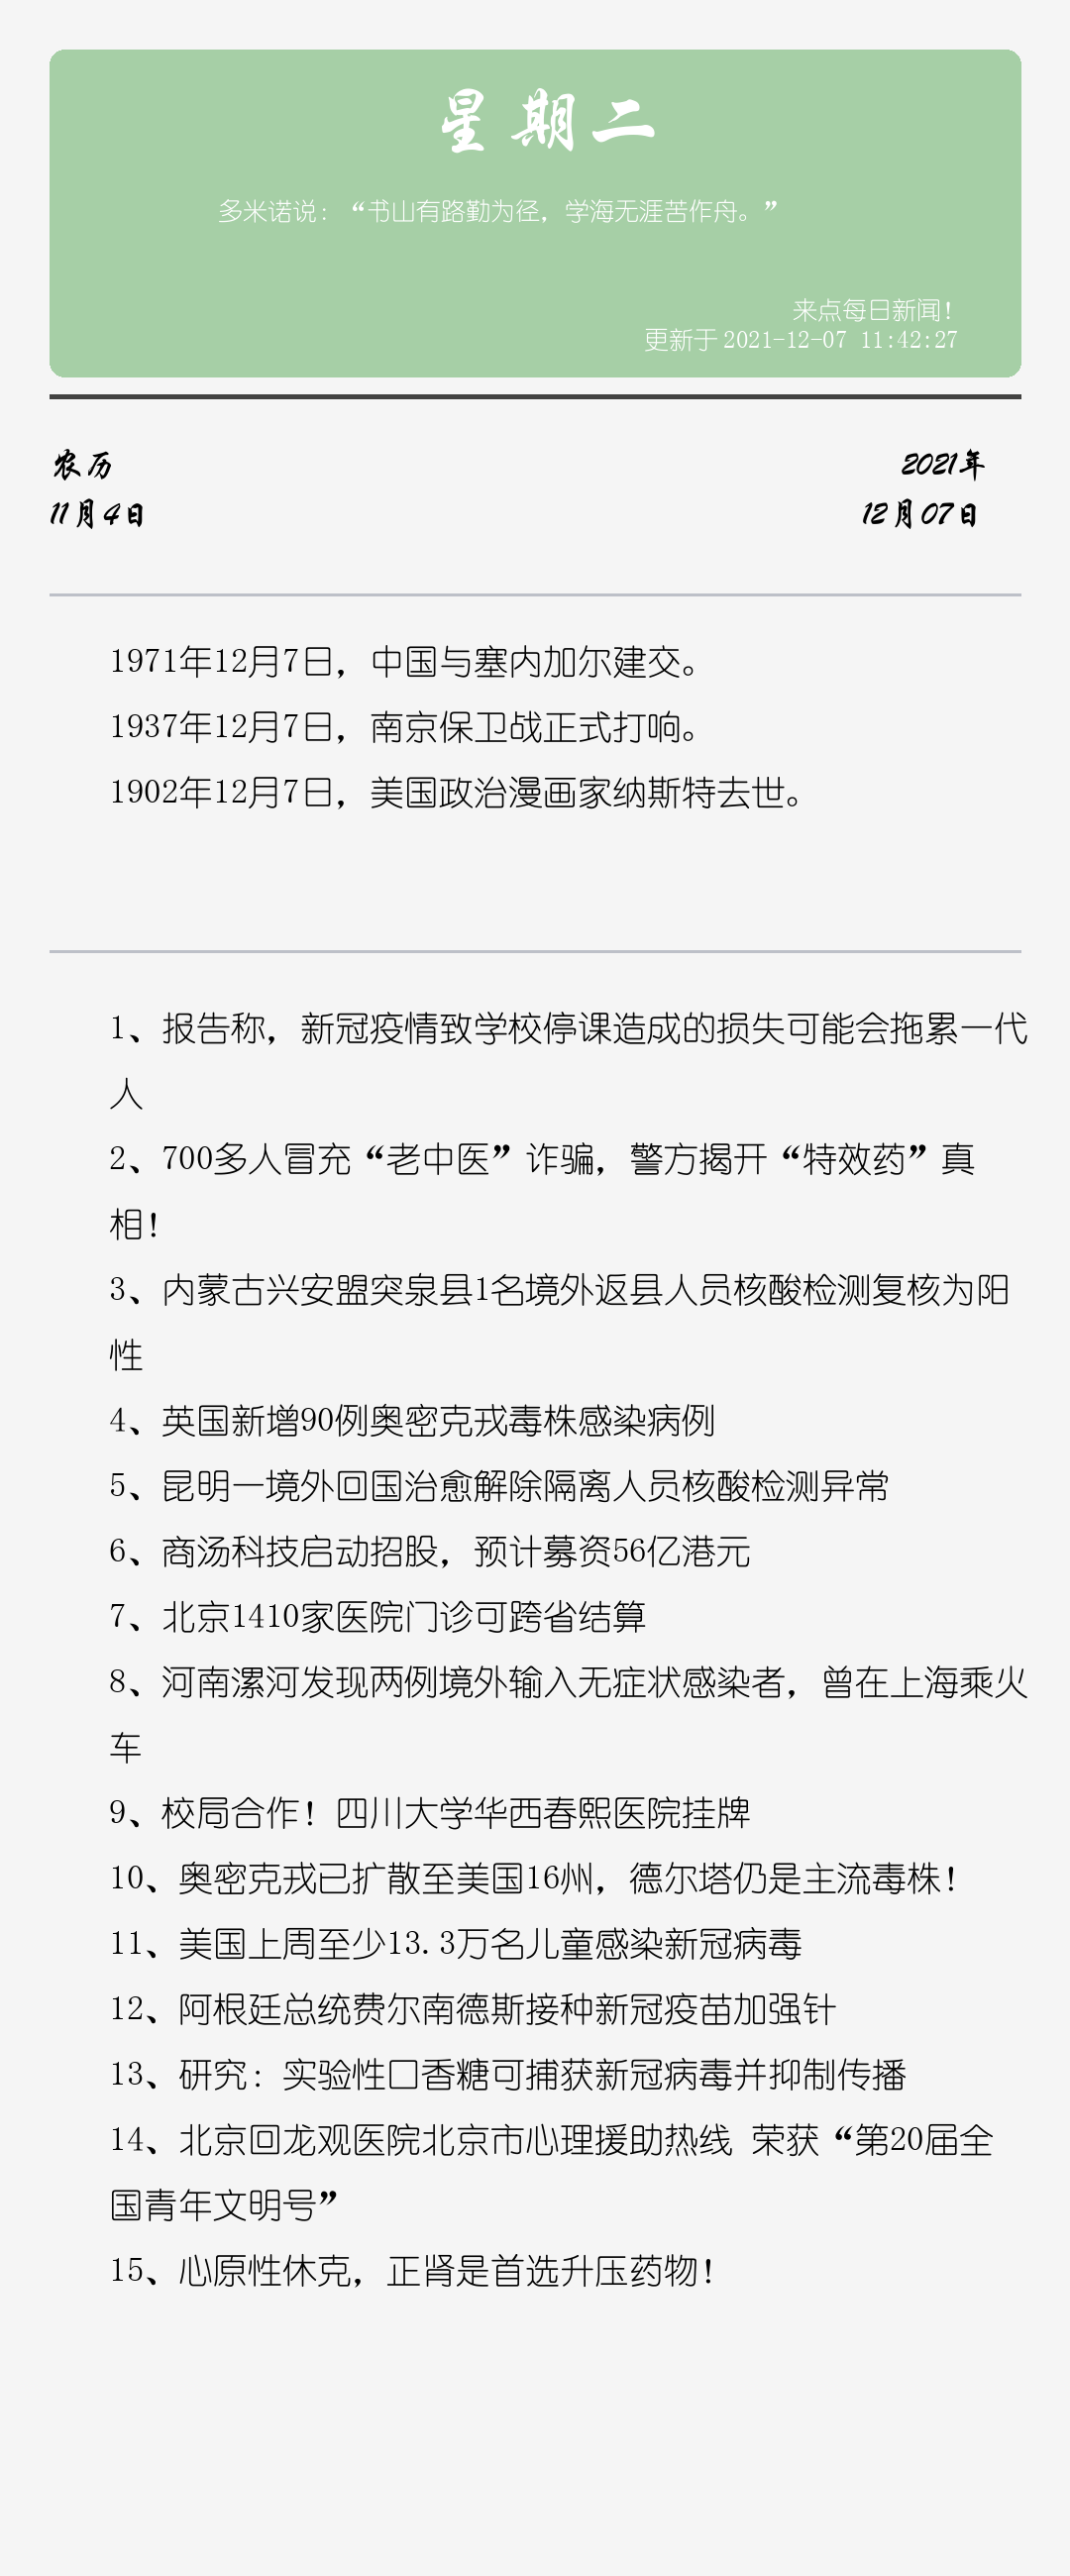 星期二
多米诺说：“书山有路勤为径，学海无涯苦作舟。”
来点每日新闻！
更新于 2021-12-07 11:42:27
农历
2021年
11月4日
12月07日
1971年12月7日，中国与塞内加尔建交。
1937年12月7日，南京保卫战正式打响。
1902年12月7日，美国政治漫画家纳斯特去世。
1、报告称，新冠疫情致学校停课造成的损失可能会拖累一代
人
2、700多人冒充“老中医”诈骗，警方揭开“特效药”真
相！
3、内蒙古兴安盟突泉县1名境外返县人员核酸检测复核为阳
性
4、英国新增90例奥密克戎毒株感染病例
5、昆明一境外回国治愈解除隔离人员核酸检测异常
6、商汤科技启动招股，预计募资56亿港元
7、北京1410家医院门诊可跨省结算
8、河南漯河发现两例境外输入无症状感染者，曾在上海乘火
车
9、校局合作！四川大学华西春熙医院挂牌
10、奥密克戎已扩散至美国16州，德尔塔仍是主流毒株！
11、美国上周至少13.3万名儿童感染新冠病毒
12、阿根廷总统费尔南德斯接种新冠疫苗加强针
13、研究：实验性口香糖可捕获新冠病毒并抑制传播
14、北京回龙观医院北京市心理援助热线 荣获“第20届全
国青年文明号”
15、心原性休克，正肾是首选升压药物！